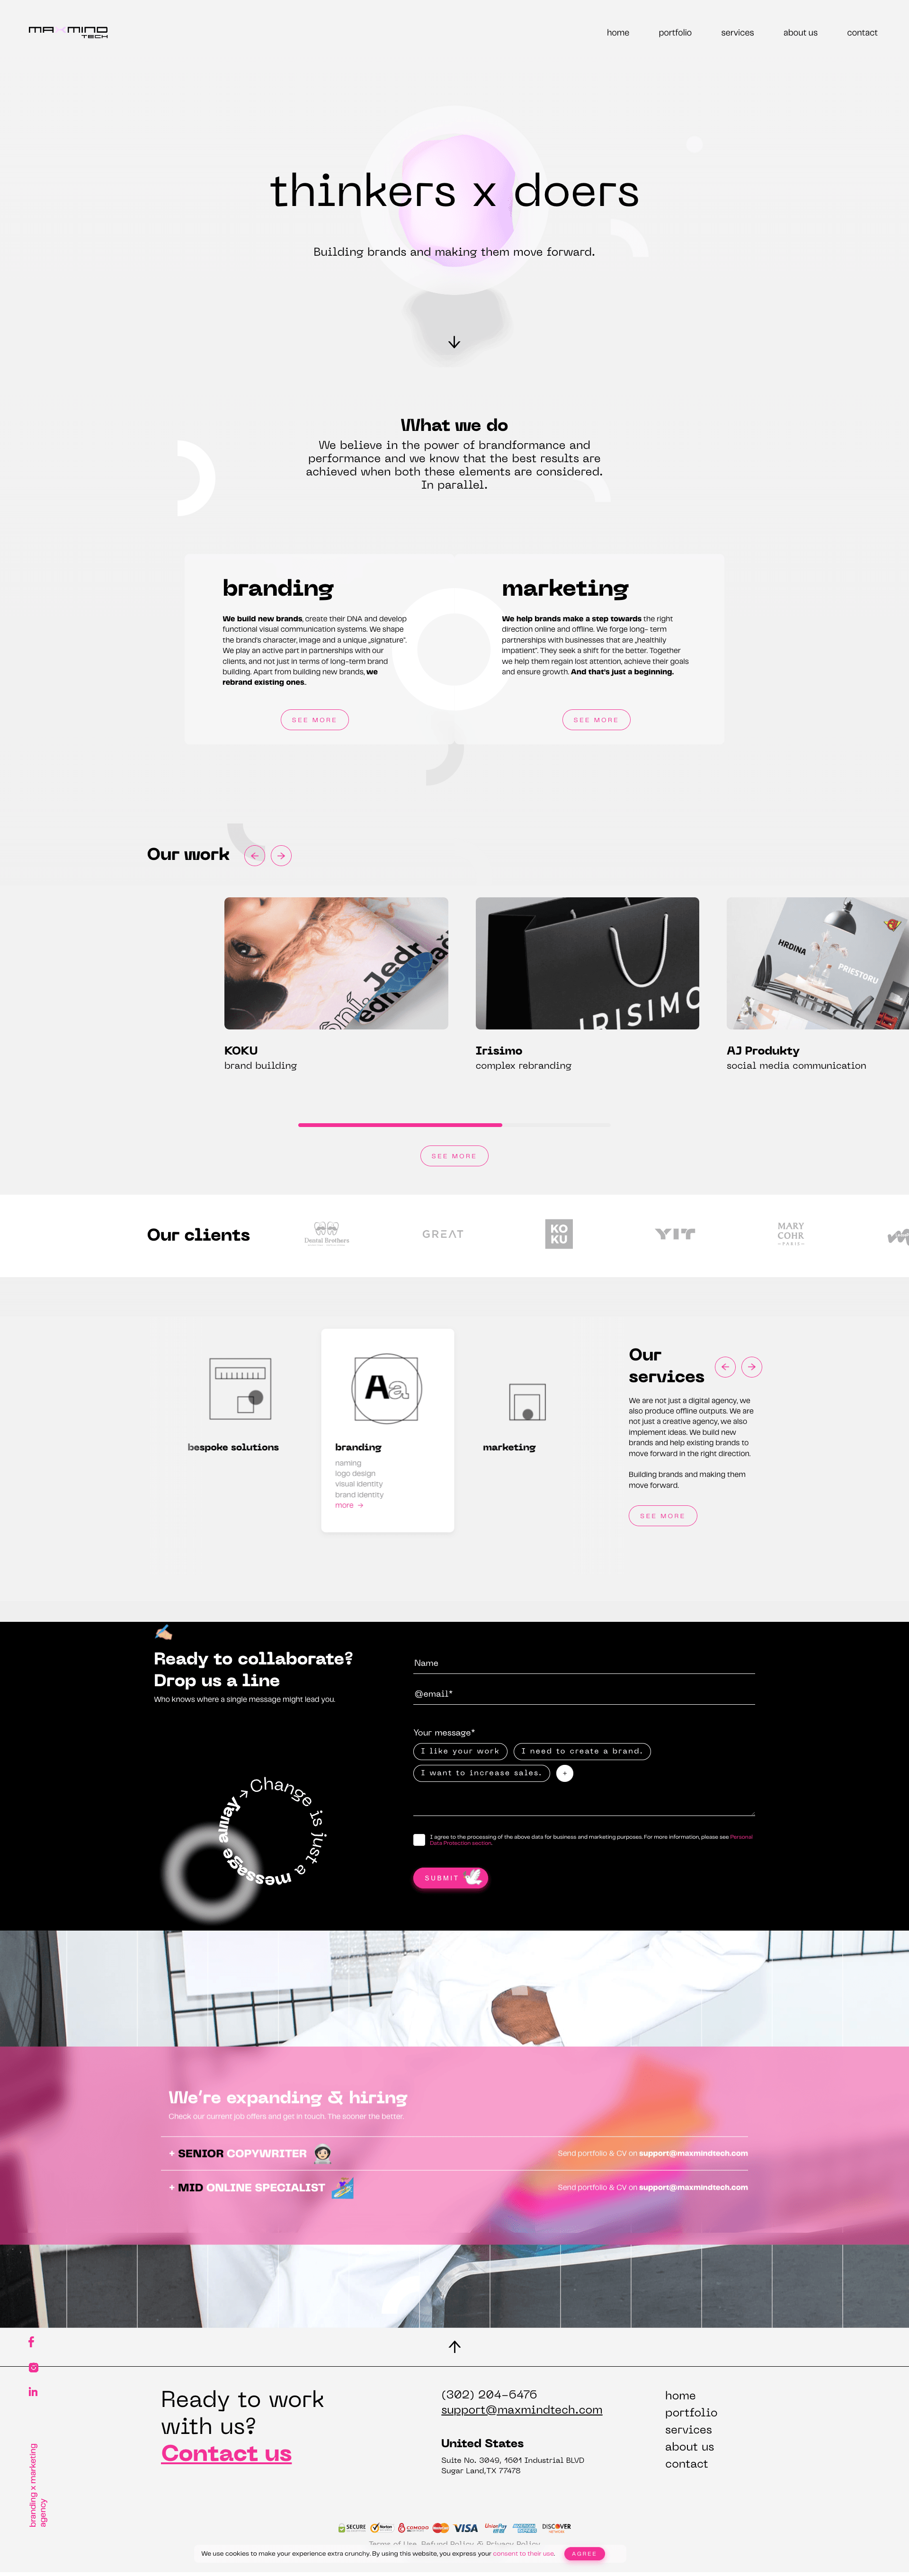 MAXMIND
TECH
home
portfolio
services
about us
contact
thinkers x doers
Building brands and making them move forward.
What we do
We believe in the power of brandformance and
performance and we know that the best results are
achieved when both these elements are considered.
In parallel.
branding
We build new brands, create their DNA and develop
functional visual communication systems. We shape
the brand's character, image and a unique „signature".
We play an active part in partnerships with our
clients, and not just in terms of long-term brand
building. Apart from building new brands, we
rebrand existing ones.
SEE MORE
marketing
We help brands make a step towards the right
direction online and offline. We forge long- term
partnerships with businesses that are „healthily
impatient". They seek a shift for the better. Together
we help them regain lost attention, achieve their goals
and ensure growth. And that's just a beginning.
SEE MORE
Our work
Jedr
IRISIMO
HRDINA
PRIESTORU
KOKU
brand building
Irisimo
complex rebranding
AJ Produkty
social media communication
SEE MORE
Our clients
Dental Brothers
GREAT
KO
KU
YIT
MARY
COHR
PARIS
bespoke solutions
Aa
branding
naming
logo design
visual identity
brand identity
more →
marketing
Our
services
We are not just a digital agency, we
also produce offline outputs. We are
not just a creative agency, we also
implement ideas. We build new
brands and help existing brands to
move forward in the right direction.
Building brands and making them
move forward.
SEE MORE
Ready to collaborate?
Drop us a line
Who knows where a single message might lead you.
Change is just a message away →
Name
@email*
Your message*
I like your work
I need to create a brand.
I want to increase sales.
+
I agree to the processing of the above data for business and marketing purposes. For more information, please see Personal
Data Protection section.
SUBMIT
We're expanding & hiring
Check our current job offers and get in touch. The sooner the better.
+ SENIOR COPYWRITER
Send portfolio & CV on support@maxmindtech.com
+ MID ONLINE SPECIALIST
Send portfolio & CV on support@maxmindtech.com
branding x marketing
agency
Ready to work
with us?
Contact us
(302) 204-6476
support@maxmindtech.com
United States
Suite No. 3049, 1601 Industrial BLVD
Sugar Land,TX 77478
home
portfolio
services
about us
contact
SECURE
Norton
COMODO
VISA
UnionPay
DISCOVER
Terms of Use, Refund Policy & Privacy Policy
We use cookies to make your experience extra crunchy. By using this website, you express your consent to their use.
AGREE